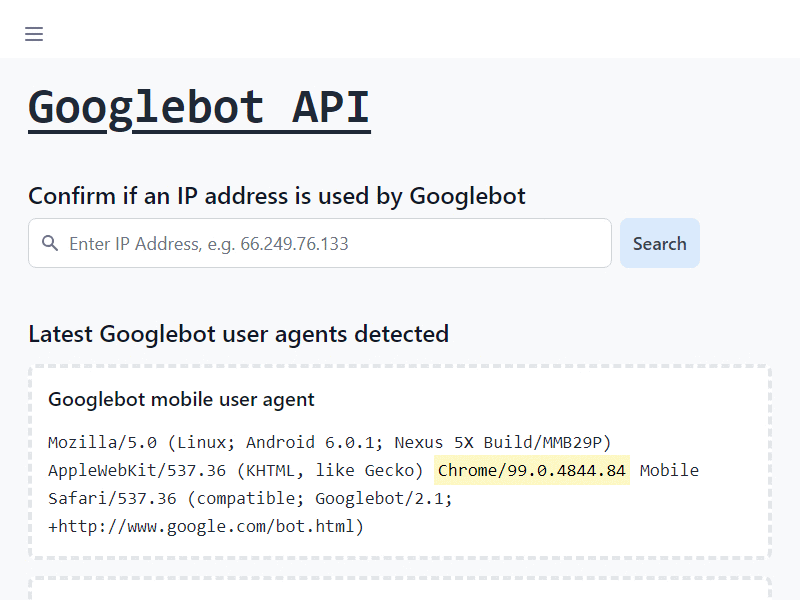 Googlebot API
Confirm if an IP address is used by Googlebot
Enter IP Address, e.g. 66.249.76.133
Search
Latest Googlebot user agents detected
Googlebot mobile user agent
Mozilla/5.0 (Linux; Android 6.0.1; Nexus 5X Build/MMB29P)
AppleWebKit/537.36 (KHTML, like Gecko) Chrome/99.0.4844.84 Mobile
Safari/537.36 (compatible; Googlebot/2.1;
+http://www.google.com/bot.html)